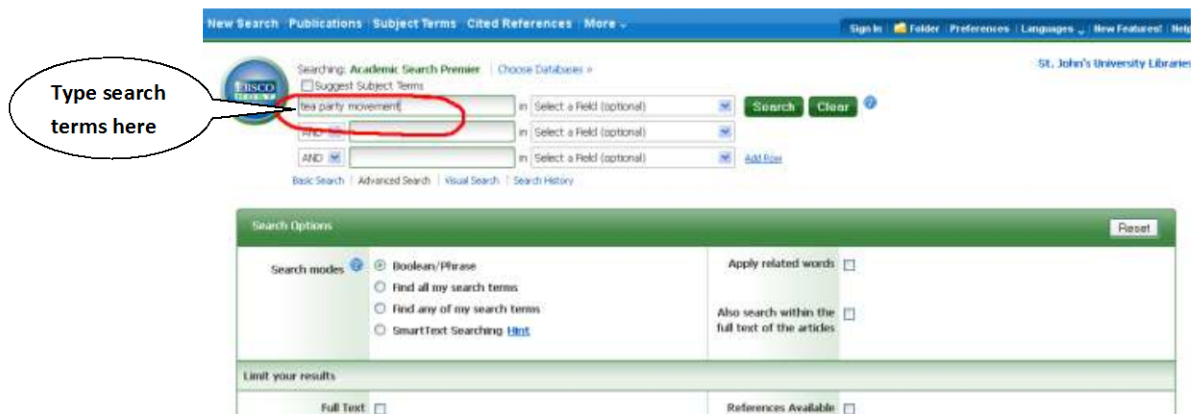 New Search Publications Subject Terms Cited References More
Sign In Folder Preferences Languages New Features! Help
Searching: Academic Search Premier Choose Databases »
St. John's University Libraries
Suggest Subject Terms
EBSCO
HOST
Type search
terms here
tea party movement in Select a Field (optional) Search Clear
AND in Select a Field (optional)
AND in Select a Field (optional) Add Row
Basic Search Advanced Search Visual Search Search History
Search Options Reset
Search modes Boolean/Phrase Apply related words
Find all my search terms
Find any of my search terms Also search within the
SmartText Searching Hint full text of the articles
Limit your results
Full Text References Available